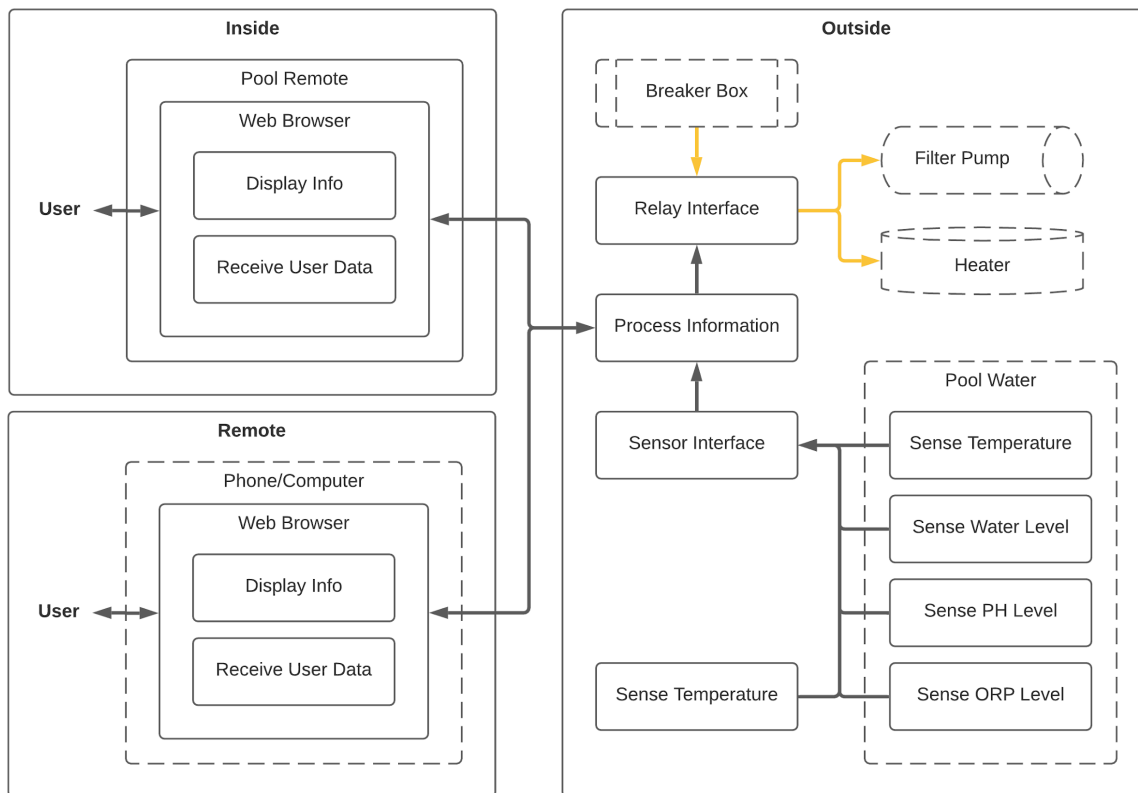 Inside
Pool Remote
Web Browser
Display Info
User
Receive User Data
Remote
Phone/Computer
Web Browser
Display Info
User
Receive User Data
Outside
Breaker Box
Filter Pump
Relay Interface
Heater
Process Information
Pool Water
Sensor Interface
Sense Temperature
Sense Water Level
Sense PH Level
Sense Temperature
Sense ORP Level